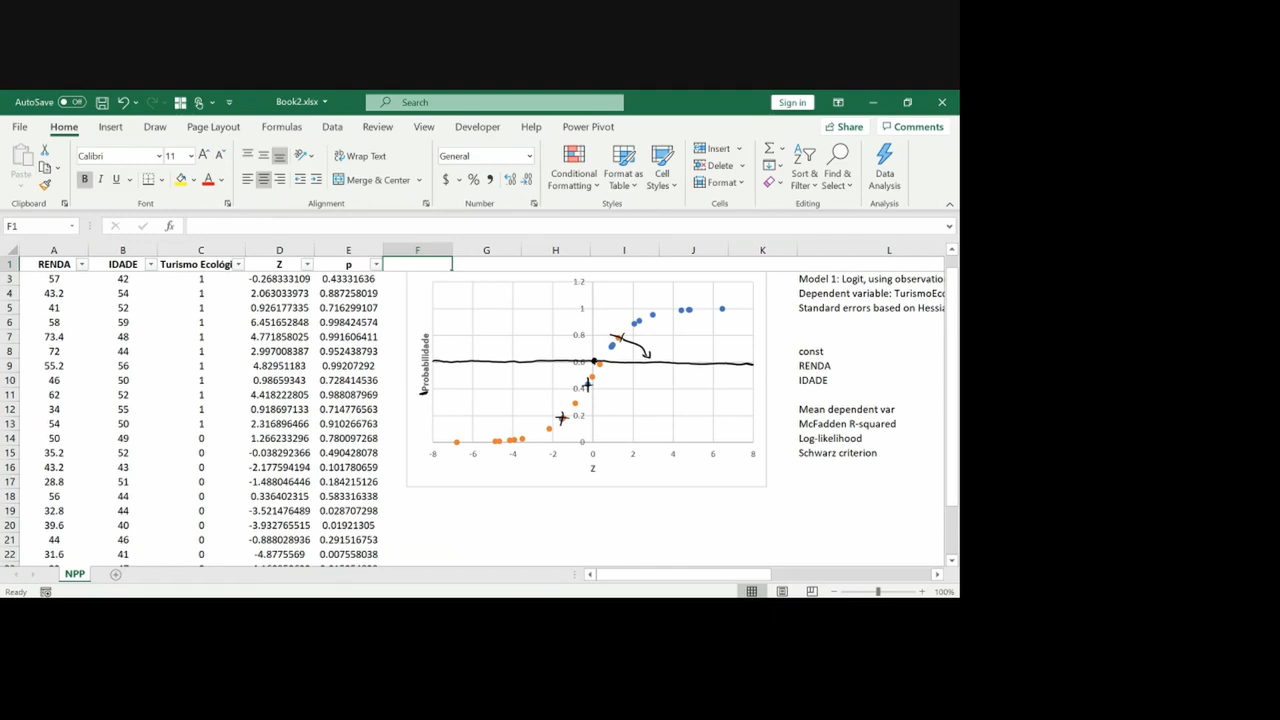 AutoSave Off Book2.xlsx Search Sign in
File Home Insert Draw Page Layout Formulas Data Review View Developer Help Power Pivot Share Comments
Paste Calibri 11 A A Wrap Text General Insert
Conditional Formatting Format as Table Cell Styles Delete Sort & Filter Find & Select Data Analysis
B I U Merge & Center $ % Format
Clipboard Font Alignment Number Styles Cells Editing Analysis
F1 fx
A B C D E F G H I J K L
1 RENDA IDADE Turismo Ecológi Z p
3 57 42 1 -0.268333109 0.43331636 Model 1: Logit, using observatio
4 43.2 54 1 2.063033973 0.887258019 Dependent variable: TurismoEco
5 41 52 1 0.926177335 0.716299107 Standard errors based on Hessia
6 58 59 1 6.451652848 0.998424574
7 73.4 48 1 4.771858025 0.991606411
8 72 44 1 2.997008387 0.952438793 const
9 55.2 56 1 4.82951183 0.99207292 RENDA
10 46 50 1 0.98659343 0.728414536 IDADE
11 62 52 1 4.418222805 0.988087969
12 34 55 1 0.918697133 0.714776563 Mean dependent var
13 54 50 1 2.316896466 0.910266763 McFadden R-squared
14 50 49 0 1.266233296 0.780097268 Log-likelihood
15 35.2 52 0 -0.038292366 0.490428078 Schwarz criterion
16 43.2 43 0 -2.177594194 0.101780659
17 28.8 51 0 -1.488046446 0.184215126
18 56 44 0 0.336402315 0.583316338
19 32.8 44 0 -3.521476489 0.028707298
20 39.6 40 0 -3.932765515 0.01921305
21 44 46 0 -0.888028936 0.291516753
22 31.6 41 0 -4.8775569 0.007558038
1.2
1
0.8
0.6
0.4
0.2
0
Probabilidade
-8 -6 -4 -2 0 2 4 6 8
Z
NPP
Ready 100%